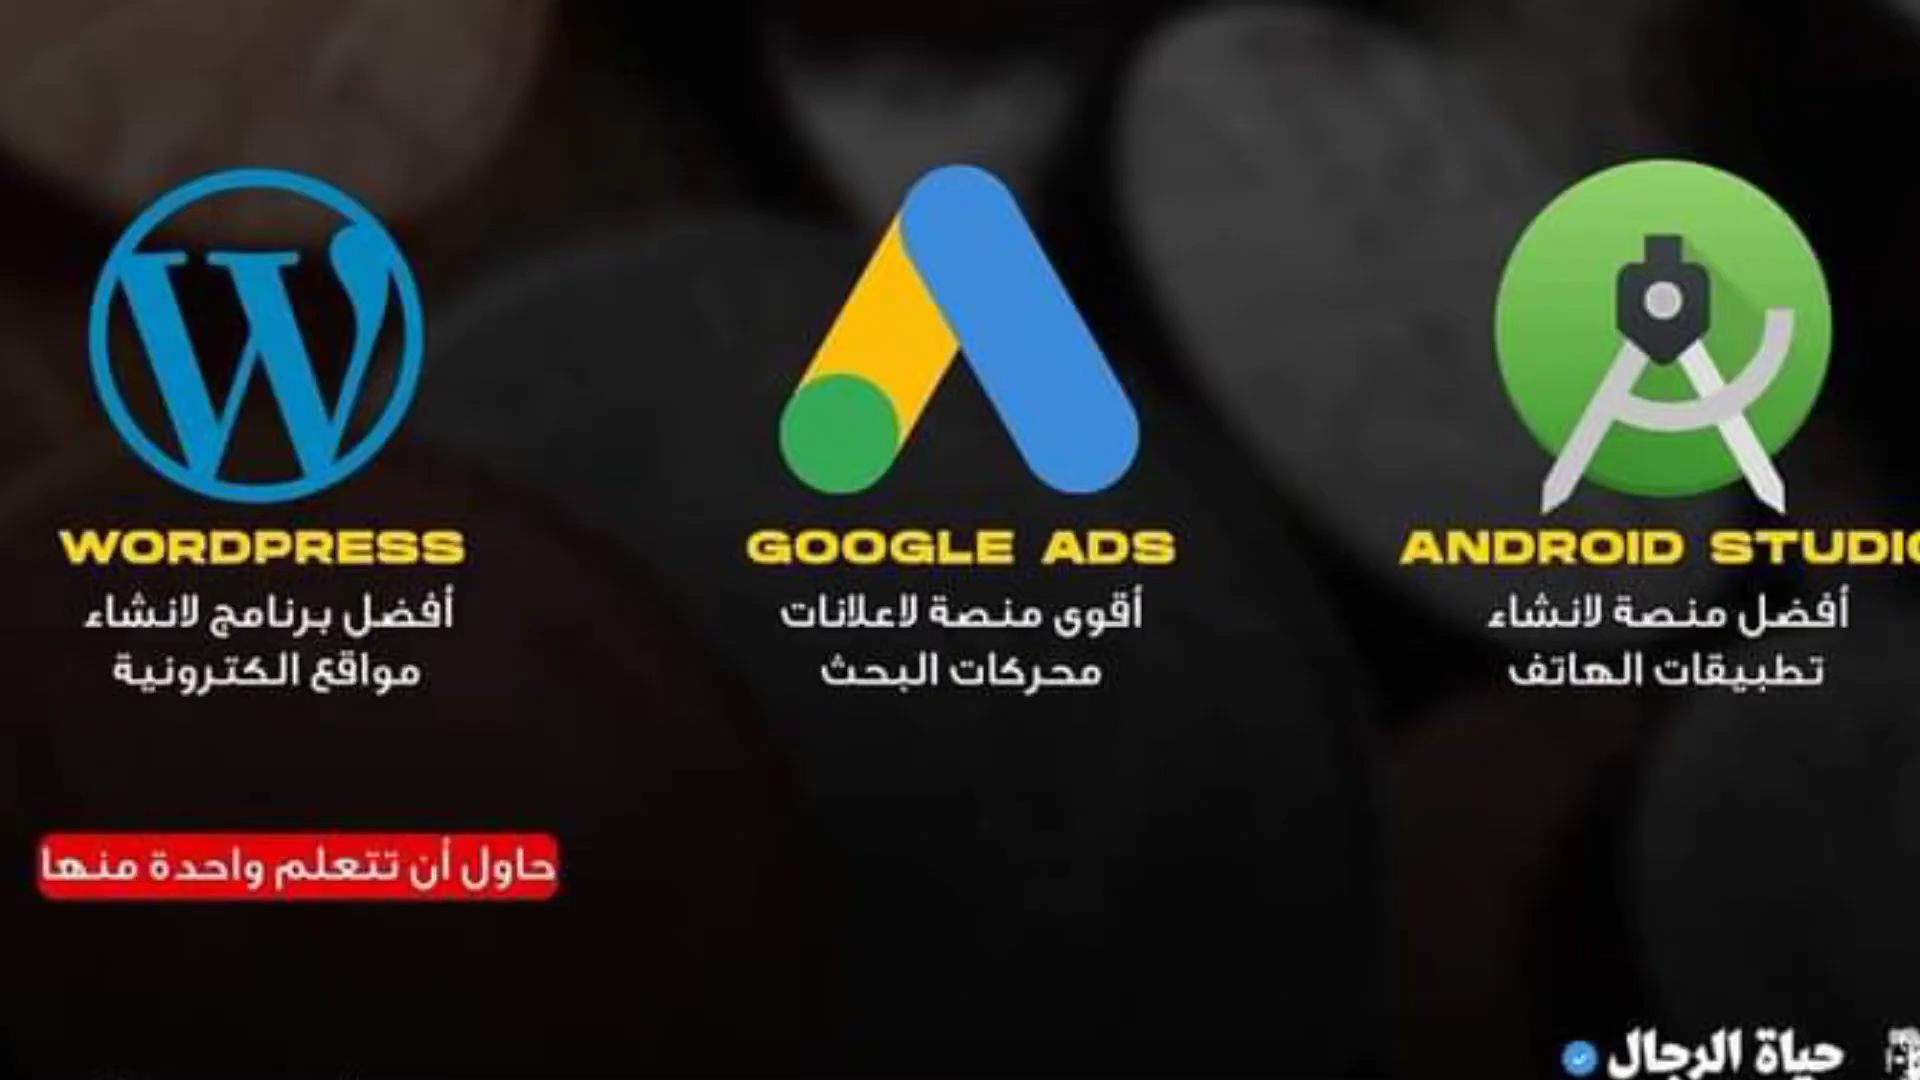 WORDPRESS
أفضل برنامج لانشاء
مواقع الكترونية
GOOGLE ADS
أقوى منصة لاعلانات
محركات البحث
ANDROID STUDIO
أفضل منصة لانشاء
تطبيقات الهاتف
حاول أن تتعلم واحدة منها
حياة الرجال